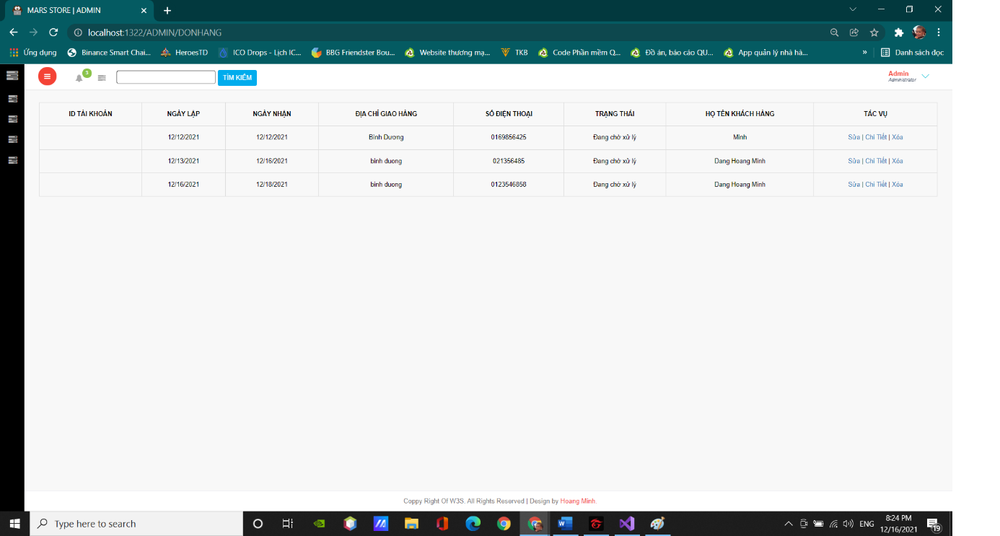 MARS STORE | ADMIN
localhost:1322/ADMIN/DONHANG
Ứng dụng Binance Smart Chai... HeroesTD ICO Drops - Lịch IC... BBG Friendster Bou... Website thương mạ... TKB Code Phần mềm Q... Đồ án, báo cáo QU... App quản lý nhà hà... » Danh sách đọc
3 TÌM KIẾM Admin
Administrator
ID TÀI KHOẢN NGÀY LẬP NGÀY NHẬN ĐỊA CHỈ GIAO HÀNG SỐ ĐIỆN THOẠI TRẠNG THÁI HỌ TÊN KHÁCH HÀNG TÁC VỤ
12/12/2021 12/12/2021 Bình Dương 0169856425 Đang chờ xử lý Minh Sửa | Chi Tiết | Xóa
12/13/2021 12/16/2021 binh duong 021356485 Đang chờ xử lý Dang Hoang Minh Sửa | Chi Tiết | Xóa
12/16/2021 12/18/2021 binh duong 0123546858 Đang chờ xử lý Dang Hoang Minh Sửa | Chi Tiết | Xóa
Coppy Right Of W3S. All Rights Reserved | Design by Hoang Minh.
Type here to search ENG 8:24 PM
12/16/2021 19